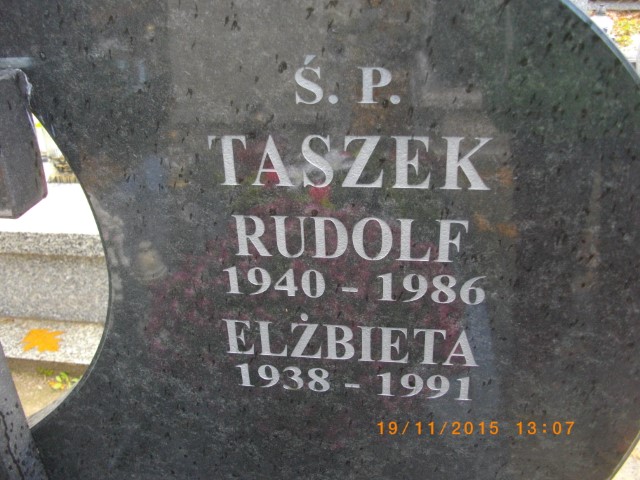 Ś. P.
TASZEK
RUDOLF
1940 - 1986
ELŻBIETA
1938 - 1991
19/11/2015 13:07